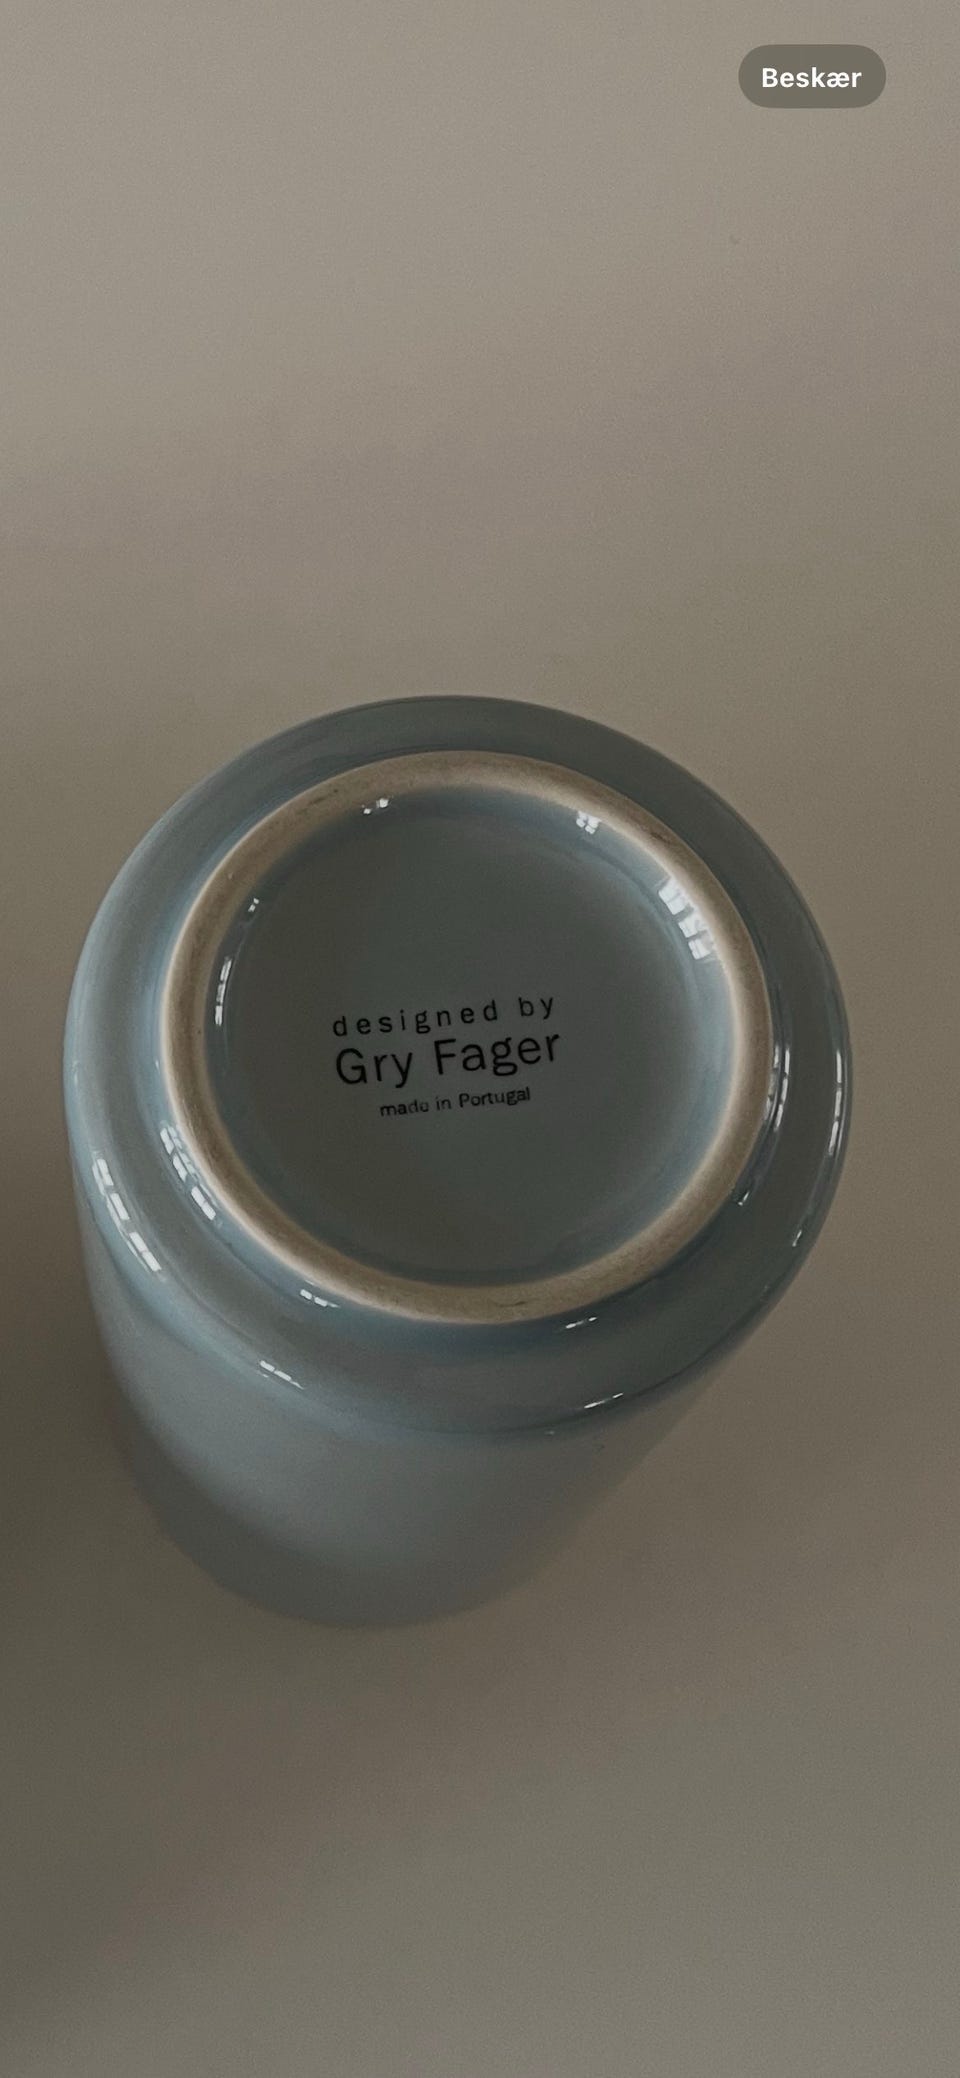 Beskær
designed by
Gry Fager
made in Portugal